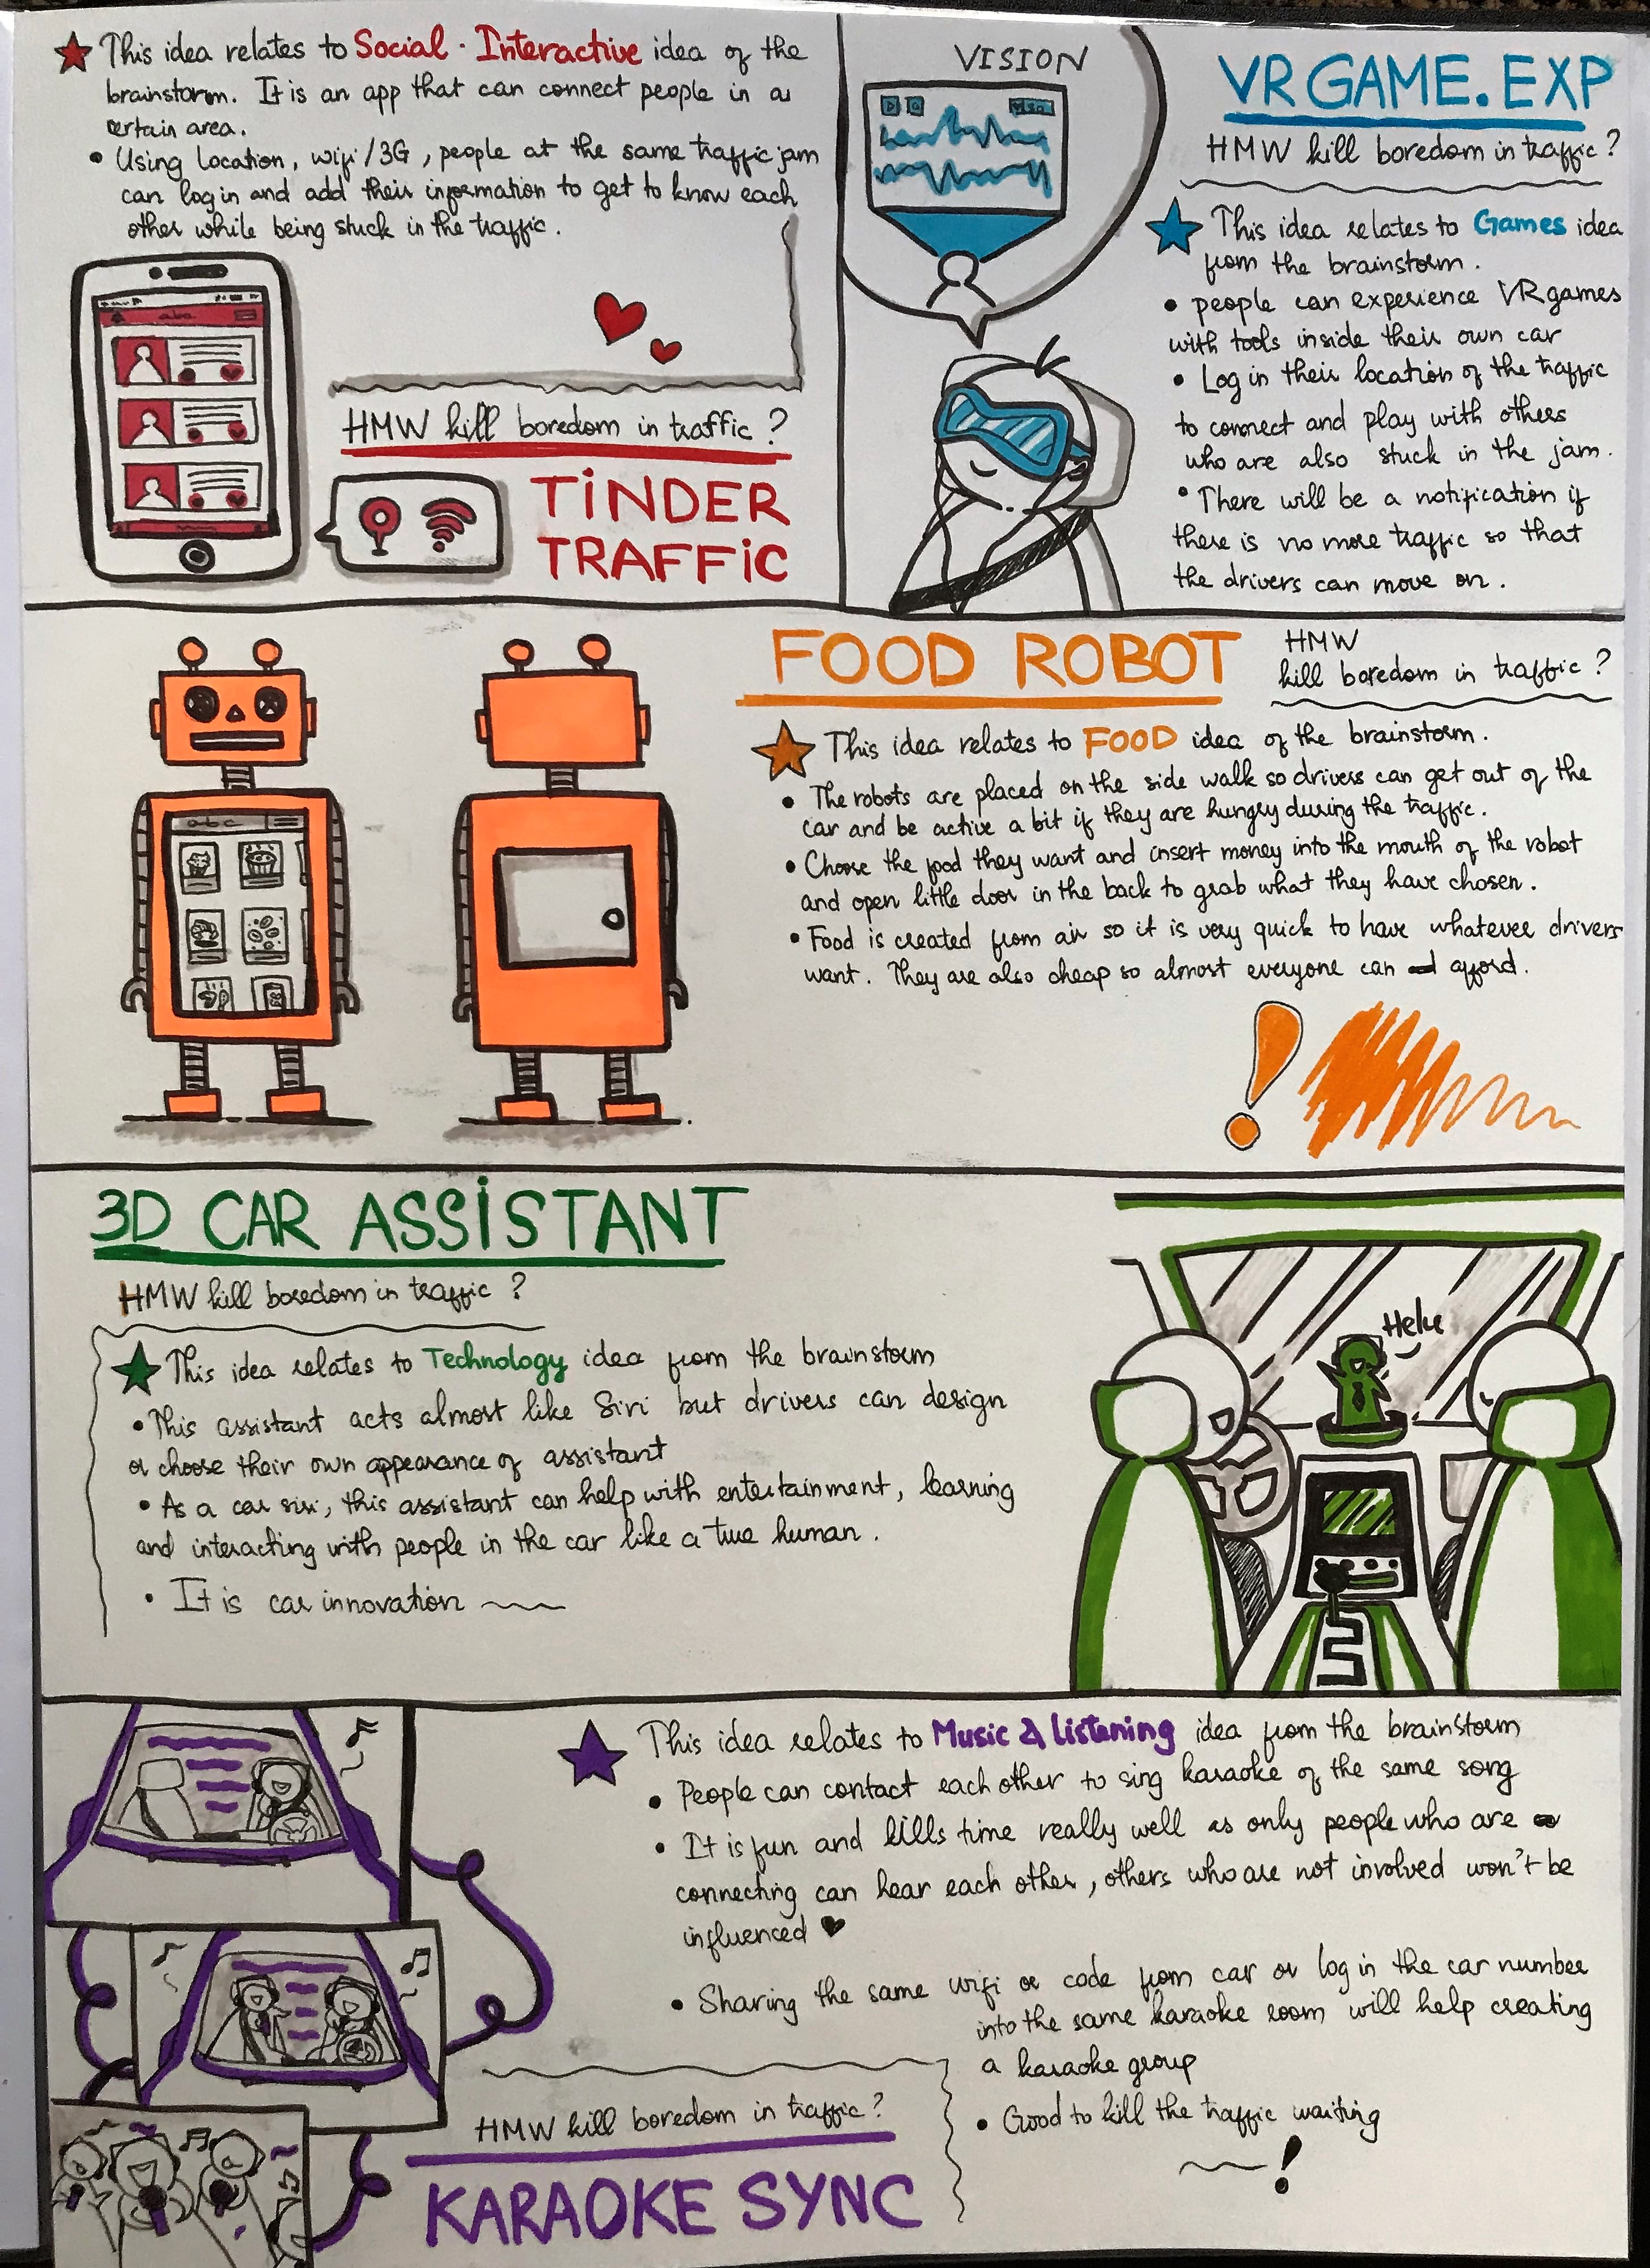 This idea relates to Social · Interactive idea of the
brainstorm. It is an app that can connect people in a
certain area.
• Using location, wifi/3G, people at the same traffic jam
can log in and add their information to get to know each
other while being stuck in the traffic.
abc
HMW kill boredom in traffic?
TINDER
TRAFFIC
VISION
VR GAME.EXP
HMW kill boredom in traffic?
This idea relates to Games idea
from the brainstorm.
• people can experience VR games
with tools inside their own car
• Log in their location of the traffic
to connect and play with others
who are also stuck in the jam.
• There will be a notification if
there is no more traffic so that
the drivers can move on.
FOOD ROBOT
HMW
kill boredom in traffic?
This idea relates to FOOD idea of the brainstorm.
• The robots are placed on the side walk so drivers can get out of the
car and be active a bit if they are hungry during the traffic.
• Choose the food they want and insert money into the mouth of the robot
and open little door in the back to grab what they have chosen.
• Food is created from air so it is very quick to have whatever drivers
want. They are also cheap so almost everyone can afford.
abc
!
3D CAR ASSISTANT
HMW kill boredom in traffic?
This idea relates to Technology idea from the brainstorm
• This assistant acts almost like Siri but drivers can design
or choose their own appearance of assistant
• As a car siri, this assistant can help with entertainment, learning
and interacting with people in the car like a true human.
• It is car innovation
This idea relates to Music & listening idea from the brainstorm
• People can contact each other to sing karaoke of the same song
• It is fun and kills time really well as only people who are
connecting can hear each other, others who are not involved won't be
influenced ♥
• Sharing the same wifi or code from car or log in the car number
into the same karaoke room will help creating
a karaoke group
• Good to kill the traffic waiting
!
HMW kill boredom in traffic?
KARAOKE SYNC